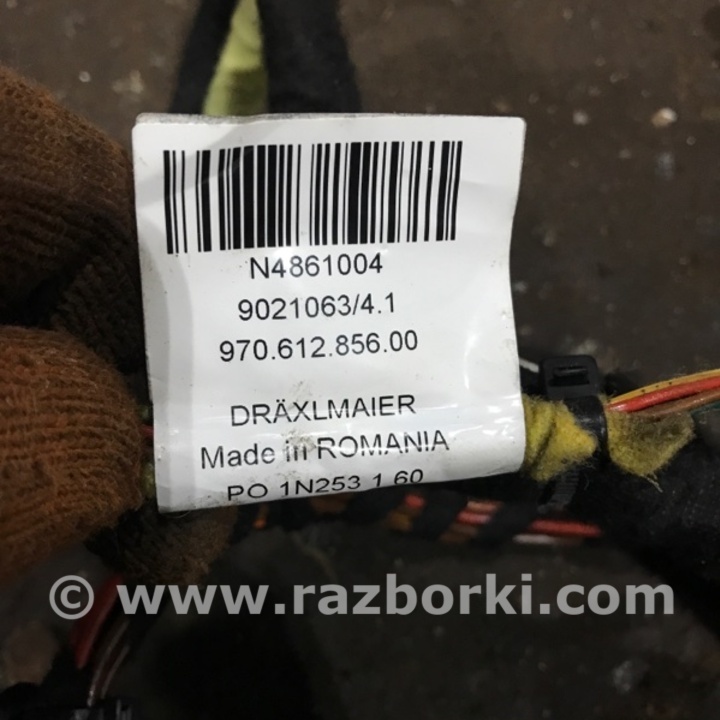 N4861004
9021063/4.1
970.612.856.00
DRÄXLMAIER
Made in ROMANIA
PO 1N253 1 60
© www.razborki.com